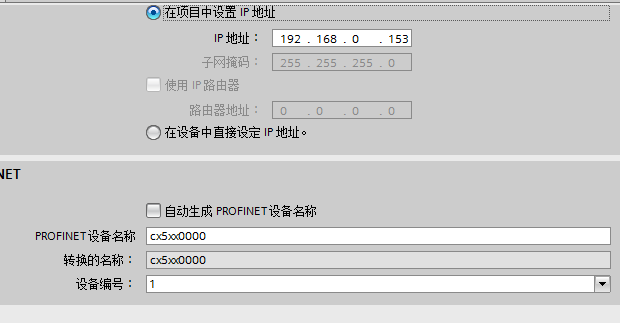 在项目中设置 IP 地址
IP 地址： 192 . 168 . 0 . 153
子网掩码： 255 . 255 . 255 . 0
使用 IP 路由器
路由器地址： 0 . 0 . 0 . 0
在设备中直接设定 IP 地址。
NET
自动生成 PROFINET 设备名称
PROFINET 设备名称 cx5xx0000
转换的名称： cx5xx0000
设备编号： 1